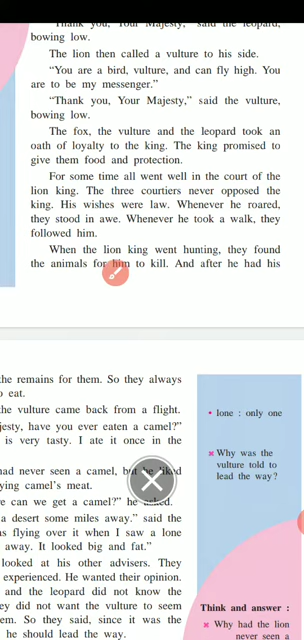 "Thank you, Your Majesty," said the leopard,
bowing low.
The lion then called a vulture to his side.
"You are a bird, vulture, and can fly high. You
are to be my messenger."
"Thank you, Your Majesty," said the vulture,
bowing low.
The fox, the vulture and the leopard took an
oath of loyalty to the king. The king promised to
give them food and protection.
For some time all went well in the court of the
lion king. The three courtiers never opposed the
king. His wishes were law. Whenever he roared,
they stood in awe. Whenever he took a walk, they
followed him.
When the lion king went hunting, they found
the animals for him to kill. And after he had his
the remains for them. So they always
o eat.
the vulture came back from a flight.
jesty, have you ever eaten a camel?"
is very tasty. I ate it once in the
had never seen a camel, but he liked
ying camel's meat.
e can we get a camel?" he asked.
a desert some miles away." said the
as flying over it when I saw a lone
away. It looked big and fat."
looked at his other advisers. They
experienced. He wanted their opinion.
and the leopard did not know the
ey did not want the vulture to seem
em. So they said, since it was the
he should lead the way.
• lone : only one
Why was the
vulture told to
lead the way?
Think and answer :
Why had the lion
never seen a